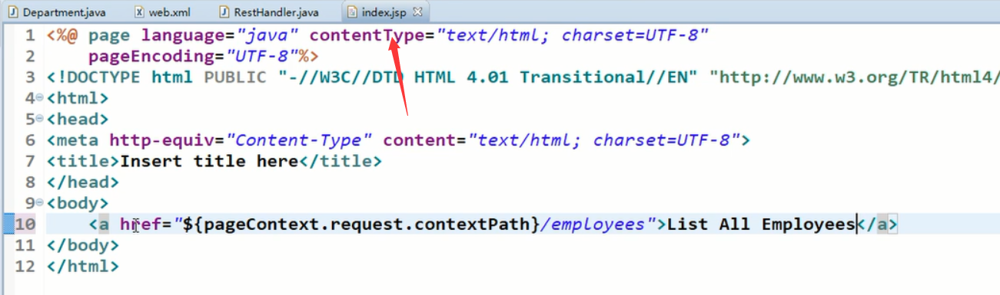 Department.java web.xml RestHandler.java index.jsp
1 <%@ page language="java" contentType="text/html; charset=UTF-8"
2 pageEncoding="UTF-8"%>
3 <!DOCTYPE html PUBLIC "-//W3C//DTD HTML 4.01 Transitional//EN" "http://www.w3.org/TR/html4/
4 <html>
5 <head>
6 <meta http-equiv="Content-Type" content="text/html; charset=UTF-8">
7 <title>Insert title here</title>
8 </head>
9 <body>
10 <a href="${pageContext.request.contextPath}/employees">List All Employees</a>
11 </body>
12 </html>